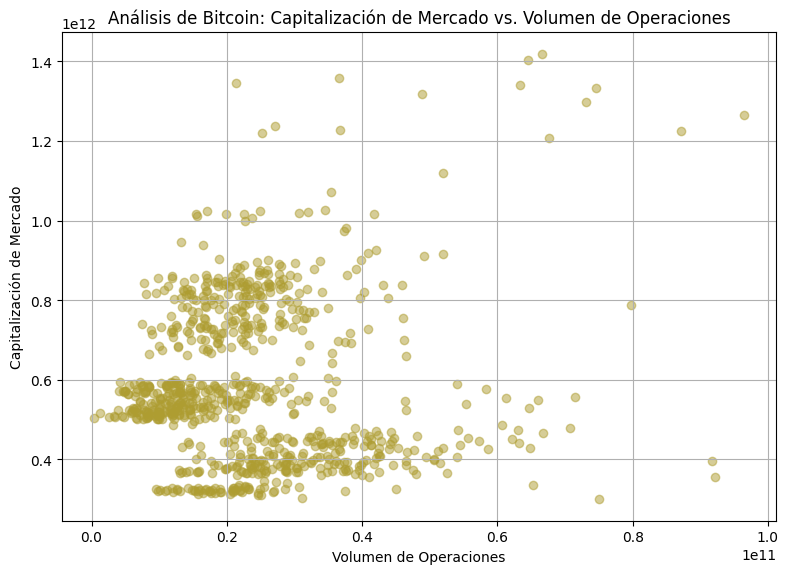 Análisis de Bitcoin: Capitalización de Mercado vs. Volumen de Operaciones
1e12
1.4
1.2
1.0
0.8
0.6
0.4
Capitalización de Mercado
0.0 0.2 0.4 0.6 0.8 1.0
1e11
Volumen de Operaciones